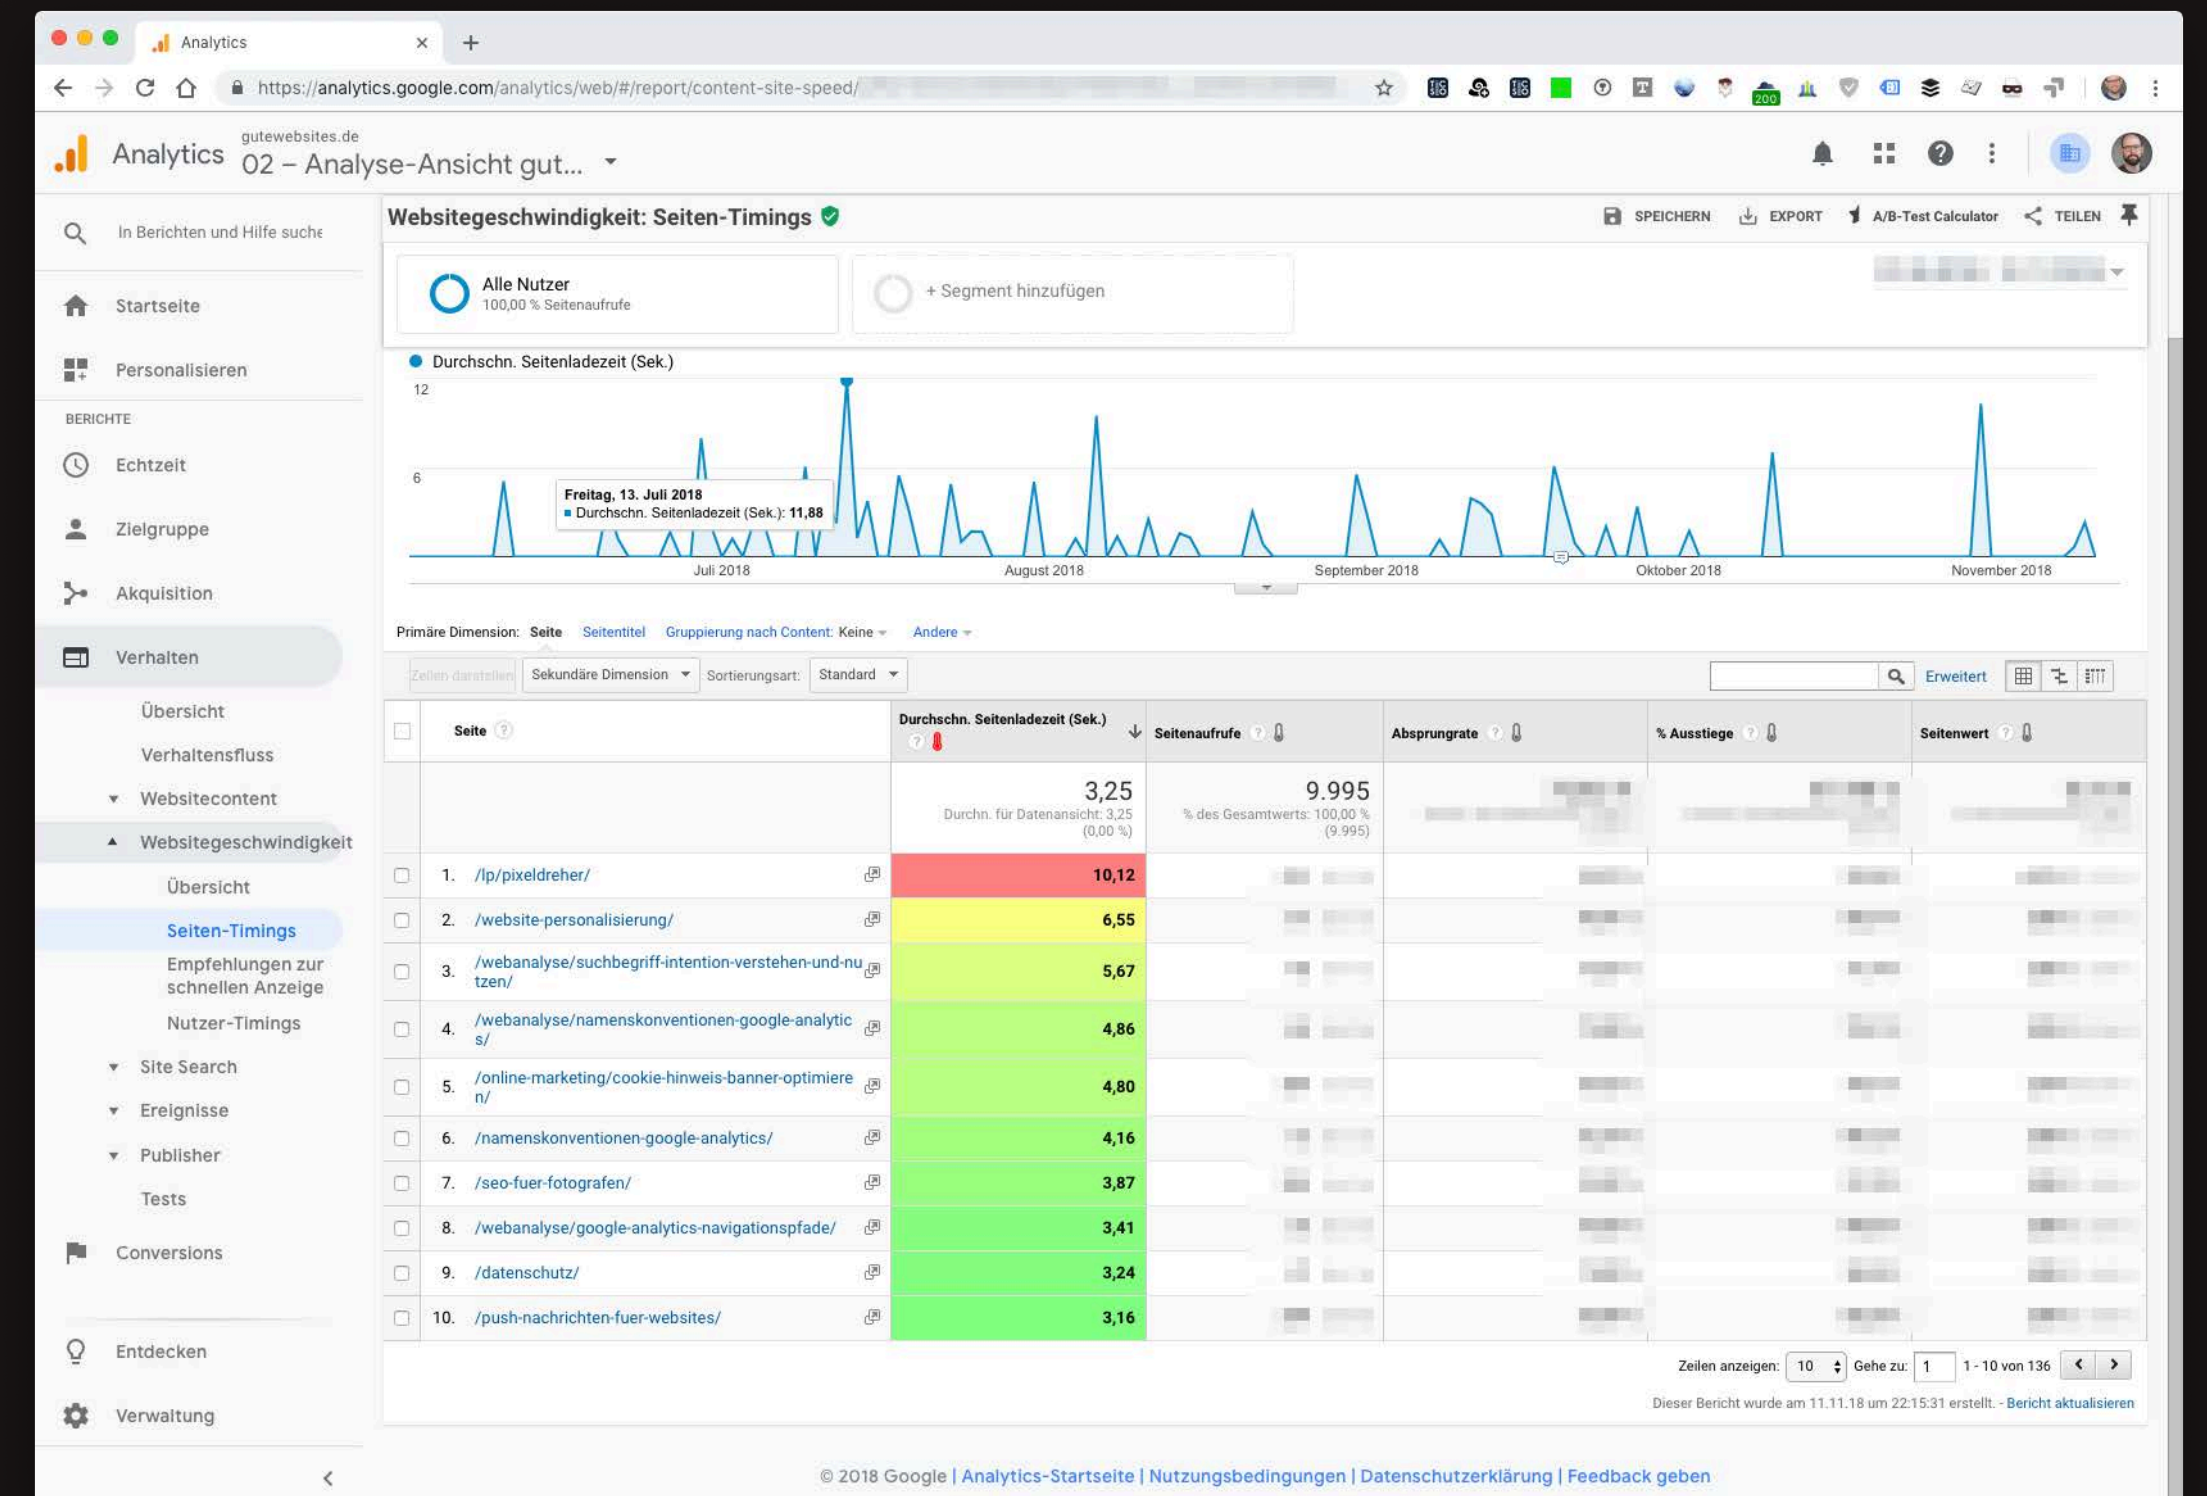 Analytics
https://analytics.google.com/analytics/web/#/report/content-site-speed/
200
Analytics
gutewebsites.de
02 – Analyse-Ansicht gut...
In Berichten und Hilfe suche
Startseite
Personalisieren
BERICHTE
Echtzeit
Zielgruppe
Akquisition
Verhalten
Übersicht
Verhaltensfluss
Websitecontent
Websitegeschwindigkeit
Übersicht
Seiten-Timings
Empfehlungen zur
schnellen Anzeige
Nutzer-Timings
Site Search
Ereignisse
Publisher
Tests
Conversions
Entdecken
Verwaltung
Websitegeschwindigkeit: Seiten-Timings
SPEICHERN EXPORT A/B-Test Calculator TEILEN
Alle Nutzer
100,00 % Seitenaufrufe
+ Segment hinzufügen
Durchschn. Seitenladezeit (Sek.)
12
6
Freitag, 13. Juli 2018
Durchschn. Seitenladezeit (Sek.): 11,88
Juli 2018 August 2018 September 2018 Oktober 2018 November 2018
Primäre Dimension: Seite Seitentitel Gruppierung nach Content: Keine Andere
Zeilen darstellen Sekundäre Dimension Sortierungsart: Standard Erweitert
Seite Durchschn. Seitenladezeit (Sek.) Seitenaufrufe Absprungrate % Ausstiege Seitenwert
3,25 9.995
Durchn. für Datenansicht: 3,25 % des Gesamtwerts: 100,00 %
(0,00 %) (9.995)
1. /lp/pixeldreher/ 10,12
2. /website-personalisierung/ 6,55
3. /webanalyse/suchbegriff-intention-verstehen-und-nu
tzen/ 5,67
4. /webanalyse/namenskonventionen-google-analytic
s/ 4,86
5. /online-marketing/cookie-hinweis-banner-optimiere
n/ 4,80
6. /namenskonventionen-google-analytics/ 4,16
7. /seo-fuer-fotografen/ 3,87
8. /webanalyse/google-analytics-navigationspfade/ 3,41
9. /datenschutz/ 3,24
10. /push-nachrichten-fuer-websites/ 3,16
Zeilen anzeigen: 10 Gehe zu: 1 1 - 10 von 136
Dieser Bericht wurde am 11.11.18 um 22:15:31 erstellt. - Bericht aktualisieren
© 2018 Google | Analytics-Startseite | Nutzungsbedingungen | Datenschutzerklärung | Feedback geben